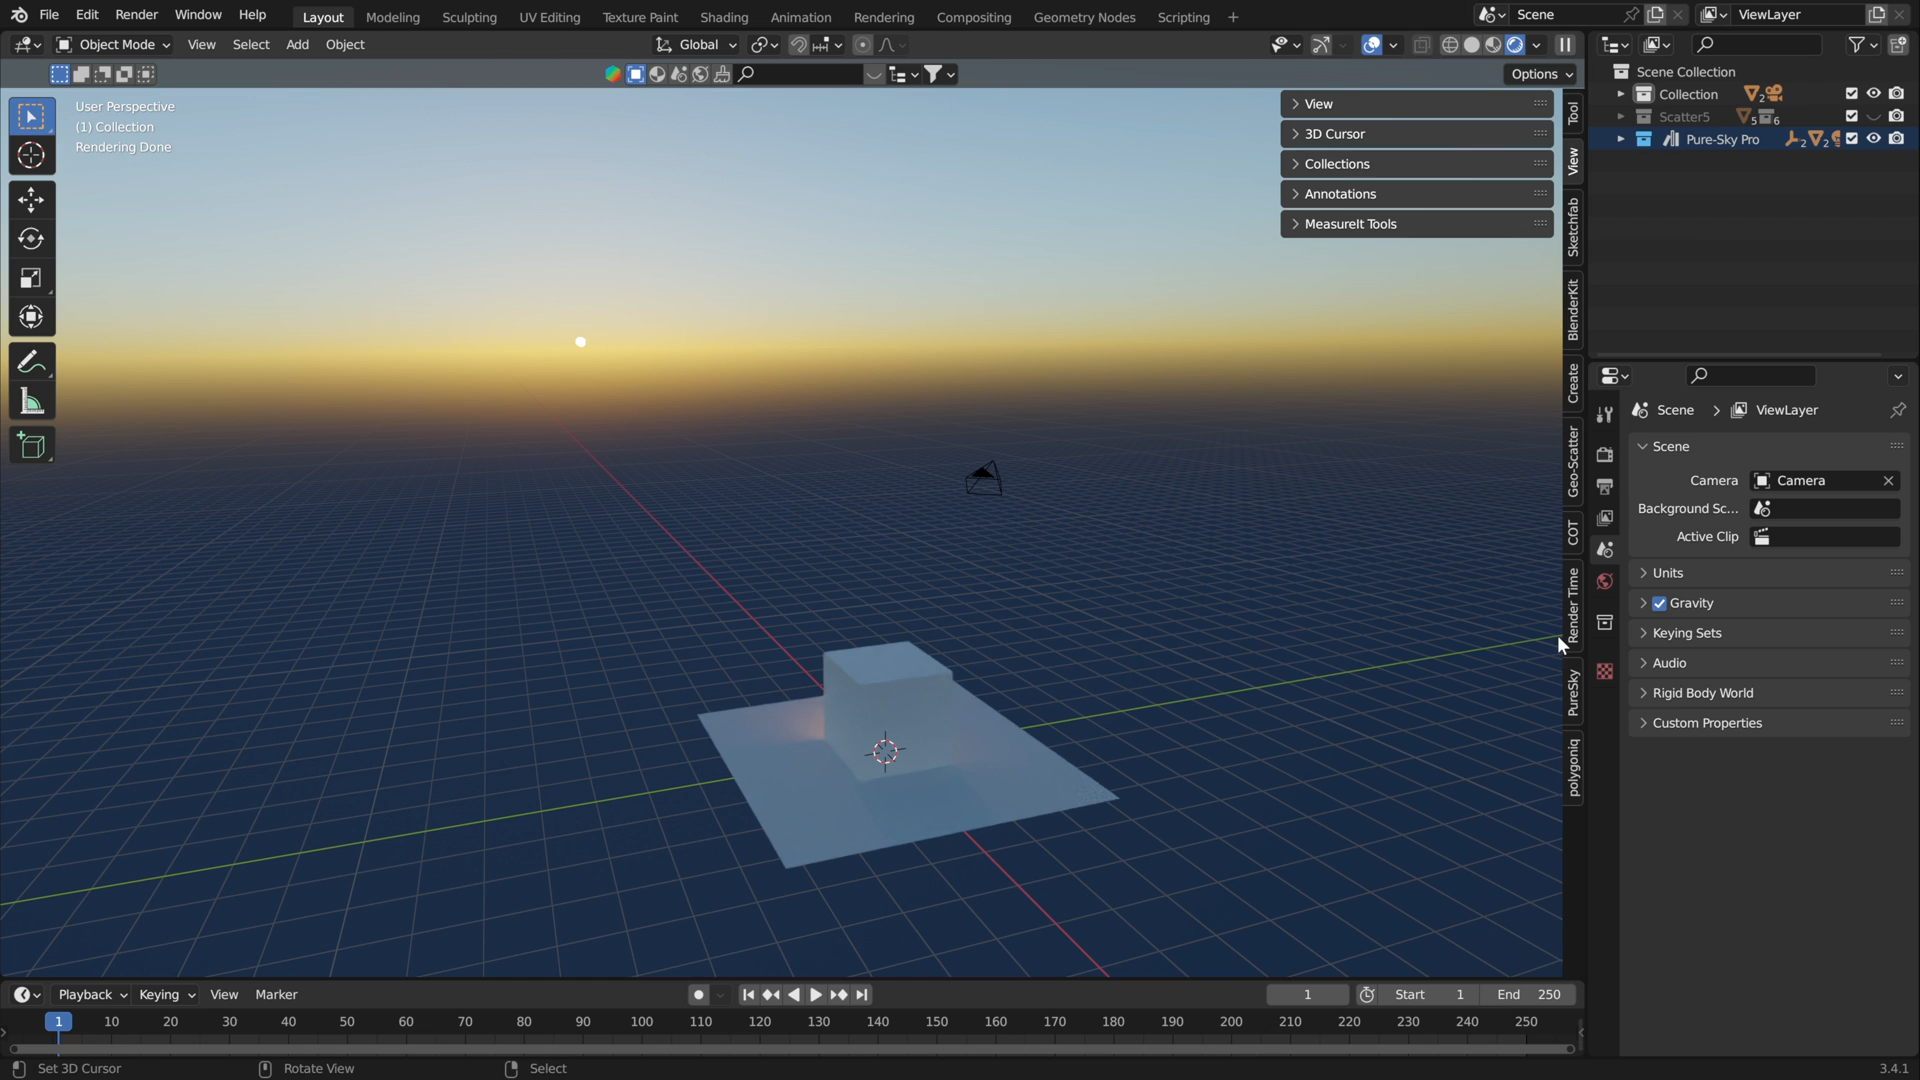 File Edit Render Window Help Layout Modeling Sculpting UV Editing Texture Paint Shading Animation Rendering Compositing Geometry Nodes Scripting + Scene ViewLayer
Object Mode View Select Add Object Global
Options
User Perspective
(1) Collection
Rendering Done
View
3D Cursor
Collections
Annotations
MeasureIt Tools
Tool
View
Sketchfab
BlenderKit
Create
Geo-Scatter
COT
Render Time
PureSky
polygoniq
Scene Collection
Collection 2
Scatter5 5 6
Pure-Sky Pro 2 2
Scene > ViewLayer
Scene
Camera Camera
Background Sc...
Active Clip
Units
Gravity
Keying Sets
Audio
Rigid Body World
Custom Properties
Playback Keying View Marker 1 Start 1 End 250
1 10 20 30 40 50 60 70 80 90 100 110 120 130 140 150 160 170 180 190 200 210 220 230 240 250
Set 3D Cursor Rotate View Select 3.4.1